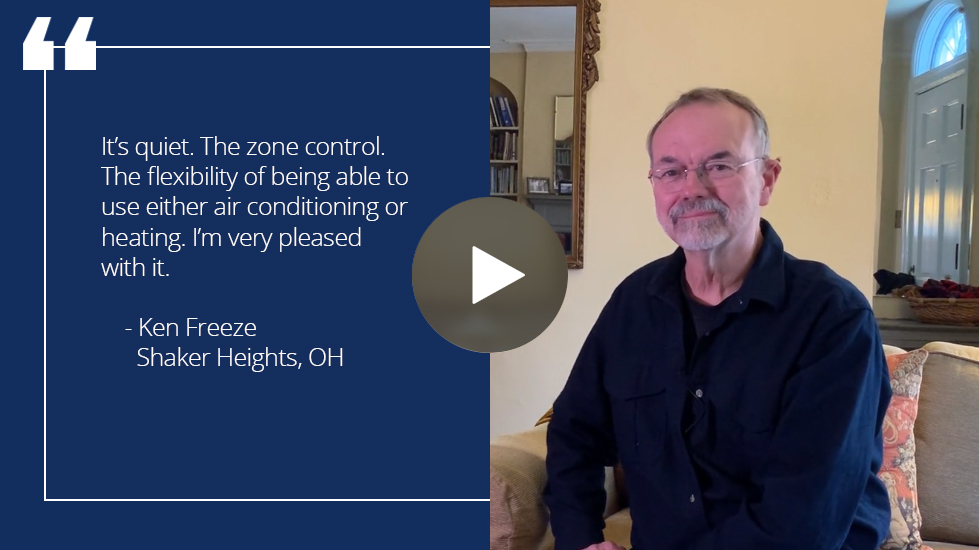 It’s quiet. The zone control.
The flexibility of being able to
use either air conditioning or
heating. I’m very pleased
with it.
- Ken Freeze
Shaker Heights, OH